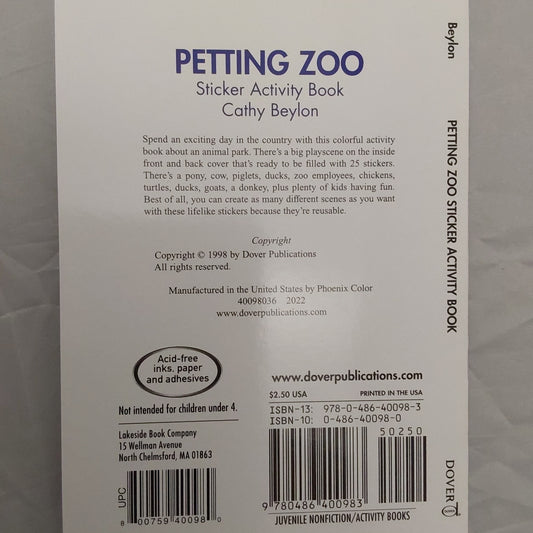 PETTING ZOO
Sticker Activity Book
Cathy Beylon
Spend an exciting day in the country with this colorful activity
book about an animal park. There's a big playscene on the inside
front and back cover that's ready to be filled with 25 stickers.
There's a pony, cow, piglets, ducks, zoo employees, chickens,
turtles, ducks, goats, a donkey, plus plenty of kids having fun.
Best of all, you can create as many different scenes as you want
with these lifelike stickers because they're reusable.
Copyright
Copyright © 1998 by Dover Publications
All rights reserved.
Manufactured in the United States by Phoenix Color
40098036 2022
www.doverpublications.com
Acid-free
inks, paper
and adhesives
Not intended for children under 4.
Lakeside Book Company
15 Wellman Avenue
North Chelmsford, MA 01863
UPC
8 00759 40098 0
www.doverpublications.com
$2.50 USA PRINTED IN THE USA
ISBN-13: 978-0-486-40098-3
ISBN-10: 0-486-40098-0
50250
9 780486 400983
JUVENILE NONFICTION/ACTIVITY BOOKS
Beylon
PETTING ZOO STICKER ACTIVITY BOOK
DOVER